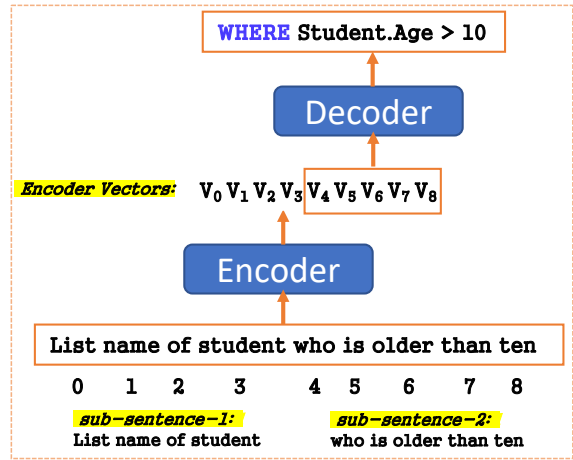 WHERE Student.Age > 10
Decoder
Encoder Vectors: V0 V1 V2 V3 V4 V5 V6 V7 V8
Encoder
List name of student who is older than ten
0 1 2 3 4 5 6 7 8
sub-sentence-1: sub-sentence-2:
List name of student who is older than ten